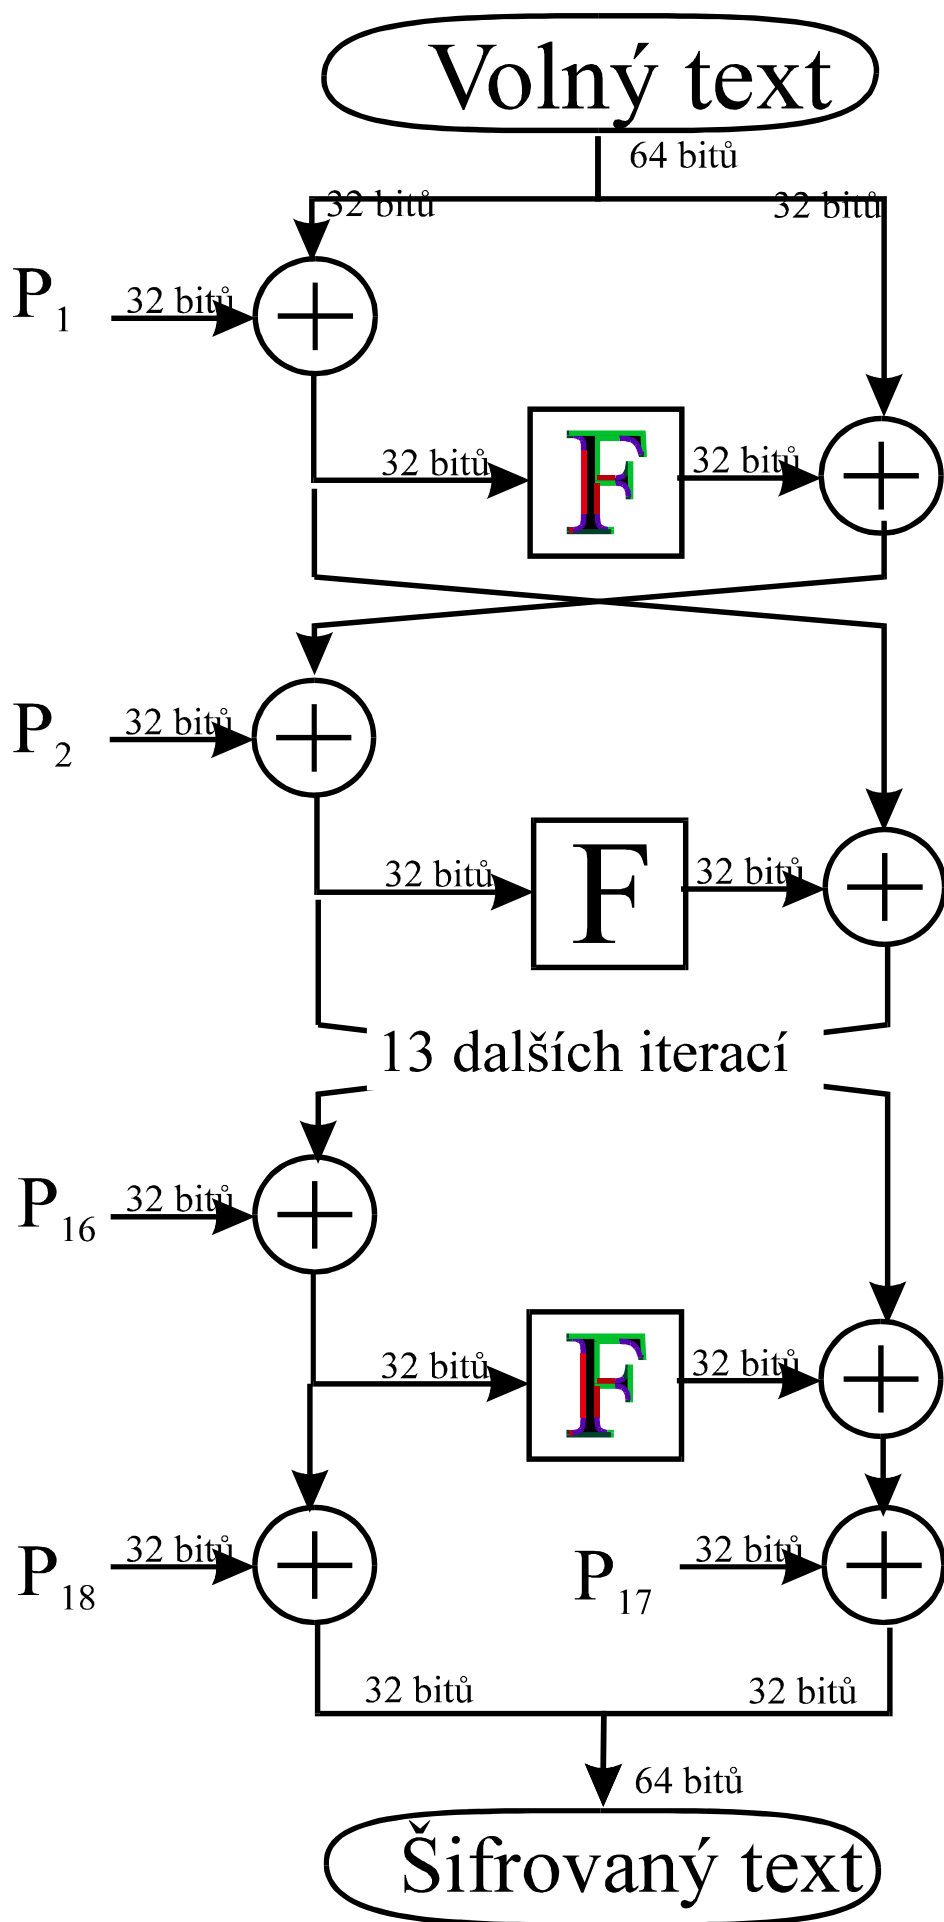 Volný text
64 bitů
32 bitů 32 bitů
P1 32 bitů
32 bitů F 32 bitů
P2 32 bitů
32 bitů F 32 bitů
13 dalších iterací
P16 32 bitů
32 bitů F 32 bitů
P18 32 bitů P17 32 bitů
32 bitů 32 bitů
64 bitů
Šifrovaný text